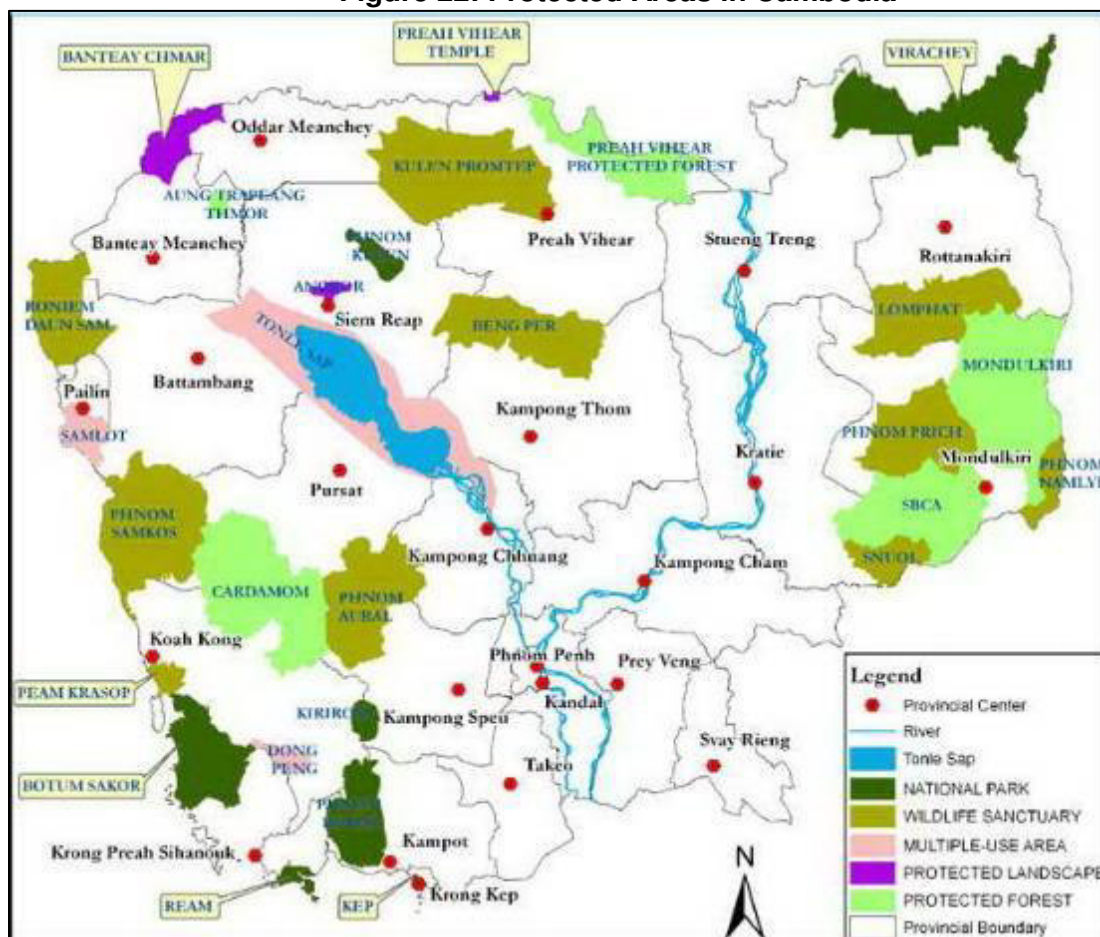 Figure 22: Protected Areas in Cambodia
BANTEAY CHMAR
PREAH VIHEAR
TEMPLE
VIRACHEY
Oddar Meanchey
KULEN PROMTEP
PREAH VIHEAR
PROTECTED FOREST
AUNG TRAPEANG
THMOR
Banteay Meanchey
PHNOM
KULEN
Preah Vihear
Stueng Treng
Rottanakiri
RONIEM
DAUN SAM
ANGKOR
Siem Reap
TONLE SAP
BENG PER
LOMPHAT
MONDULKIRI
Battambang
Pailin
SAMLOT
Kampong Thom
PHNOM PRICH
Mondulkiri
Kratie
PHNOM
NAMLYR
Pursat
PHNOM
SAMKOS
SBCA
SNUOL
Kampong Chhnang
Kampong Cham
CARDAMOM
PHNOM
AURAL
Koah Kong
Phnom Penh
Prey Veng
Kandal
PEAM KRASOP
KIRIROM
Kampong Speu
DONG
PENG
Takeo
Svay Rieng
BOTUM SAKOR
PHNOM
BOKOR
Krong Preah Sihanouk
Kampot
Krong Kep
REAM
KEP
N
Legend
Provincial Center
River
Tonle Sap
NATIONAL PARK
WILDLIFE SANCTUARY
MULTIPLE-USE AREA
PROTECTED LANDSCAPE
PROTECTED FOREST
Provincial Boundary